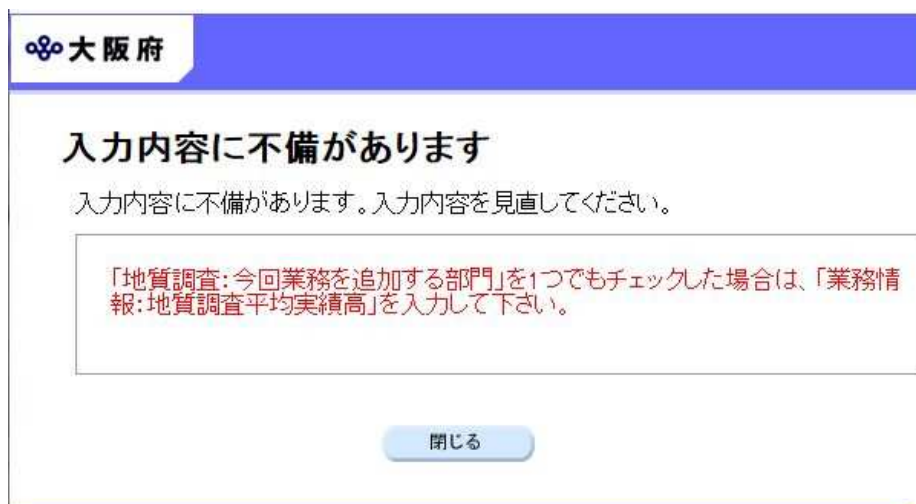 大阪府
入力内容に不備があります
入力内容に不備があります。入力内容を見直してください。
「地質調査:今回業務を追加する部門」を1つでもチェックした場合は、「業務情
報:地質調査平均実績高」を入力して下さい。
閉じる